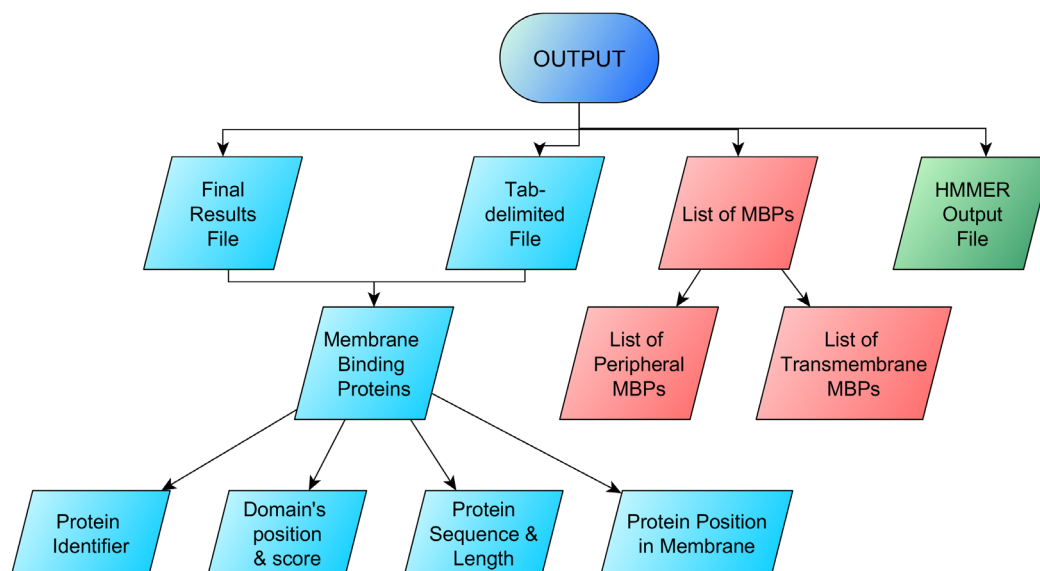 OUTPUT
Final
Results
File
Tab-
delimited
File
List of MBPs
HMMER
Output
File
Membrane
Binding
Proteins
List of
Peripheral
MBPs
List of
Transmembrane
MBPs
Protein
Identifier
Domain's
position
& score
Protein
Sequence &
Length
Protein Position
in Membrane